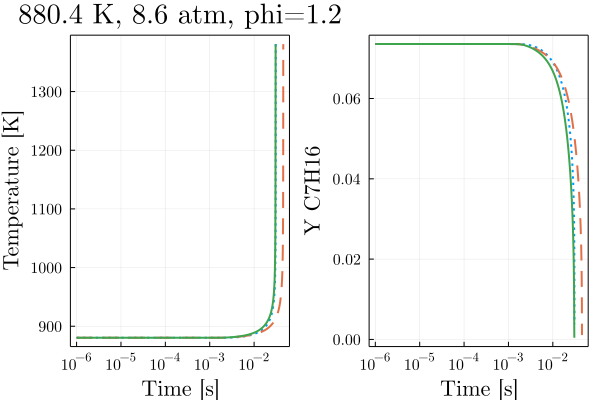 880.4 K, 8.6 atm, phi=1.2
Temperature [K]
1300
1200
1100
1000
900
10⁻⁶ 10⁻⁵ 10⁻⁴ 10⁻³ 10⁻²
Time [s]
Y C7H16
0.06
0.04
0.02
0.00
10⁻⁶ 10⁻⁵ 10⁻⁴ 10⁻³ 10⁻²
Time [s]